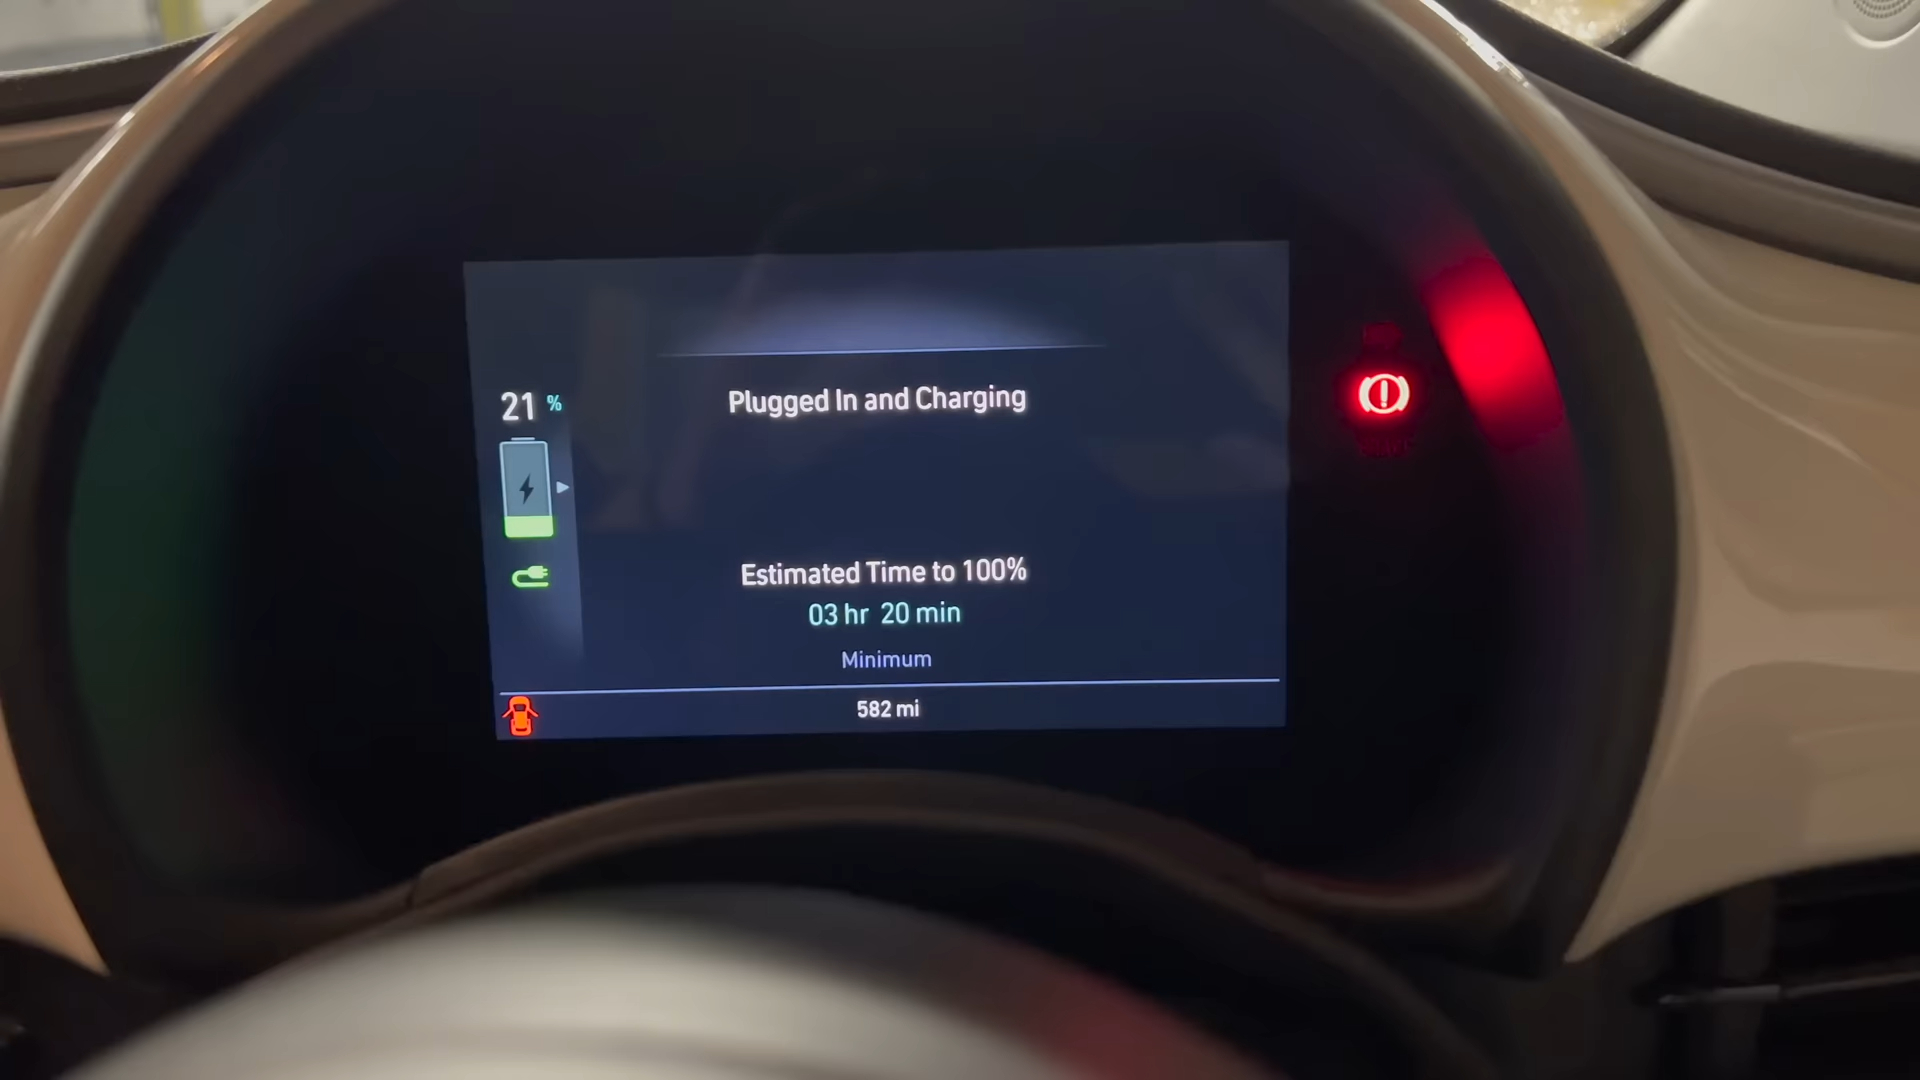 Plugged In and Charging
21 %
Estimated Time to 100%
03 hr 20 min
Minimum
582 mi